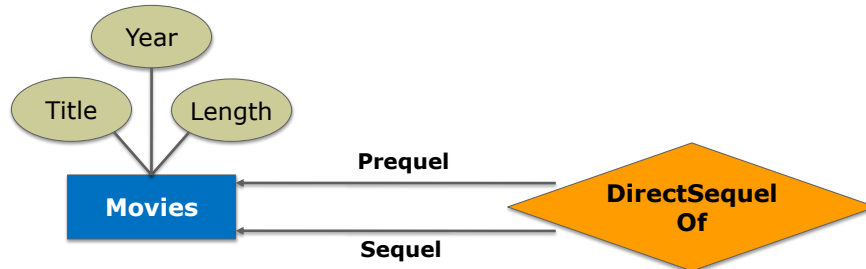 Year
Title
Length
Prequel
DirectSequel
Of
Movies
Sequel